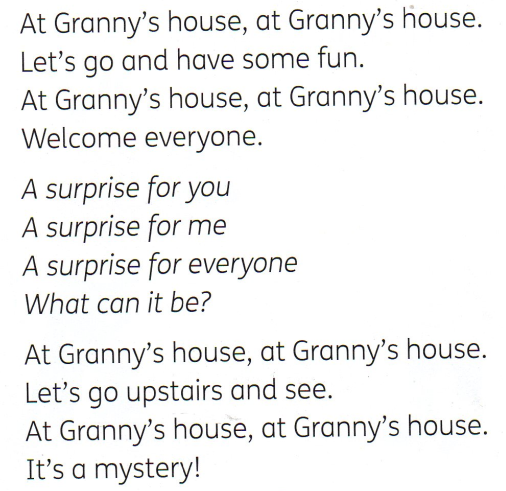 At Granny's house, at Granny's house.
Let's go and have some fun.
At Granny's house, at Granny's house.
Welcome everyone.
A surprise for you
A surprise for me
A surprise for everyone
What can it be?
At Granny's house, at Granny's house.
Let's go upstairs and see.
At Granny's house, at Granny's house.
It's a mystery!